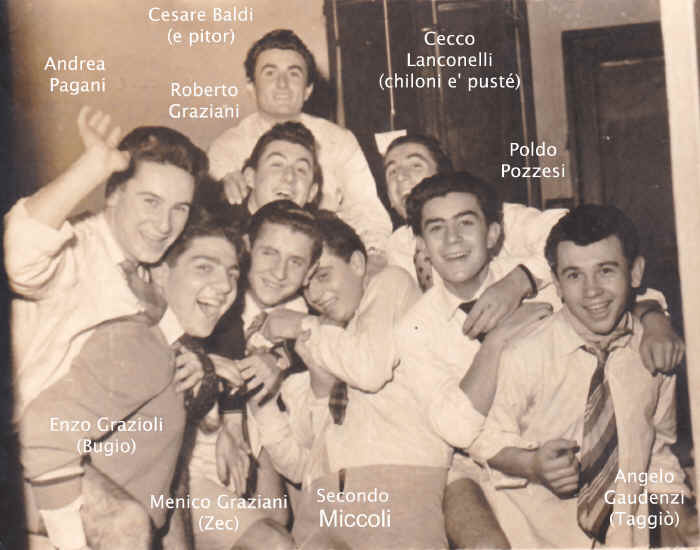 Cesare Baldi
(e pitor)
Andrea
Pagani
Roberto
Graziani
Cecco
Lanconelli
(chiloni e' pusté)
Poldo
Pozzesi
Enzo Grazioli
(Bugio)
Menico Graziani
(Zec)
Secondo
Miccoli
Angelo
Gaudenzi
(Taggiò)